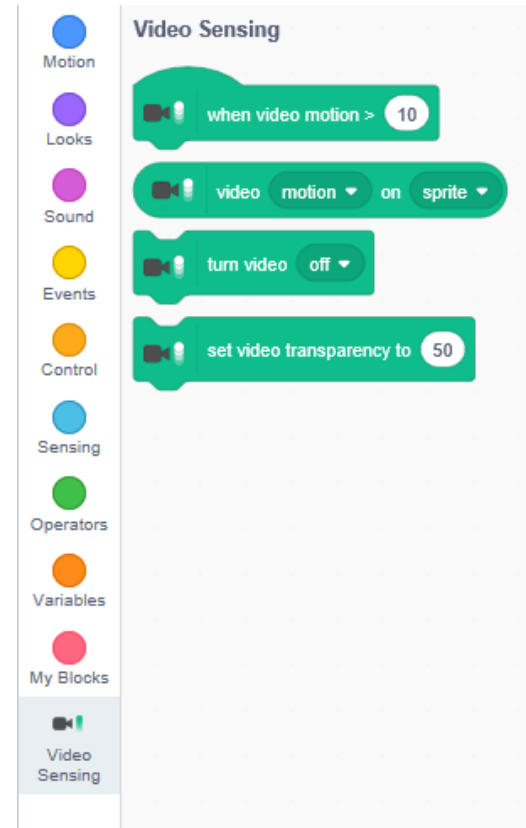 Video Sensing
Motion
when video motion > 10
Looks
video motion on sprite
Sound
turn video off
Events
set video transparency to 50
Control
Sensing
Operators
Variables
My Blocks
Video
Sensing